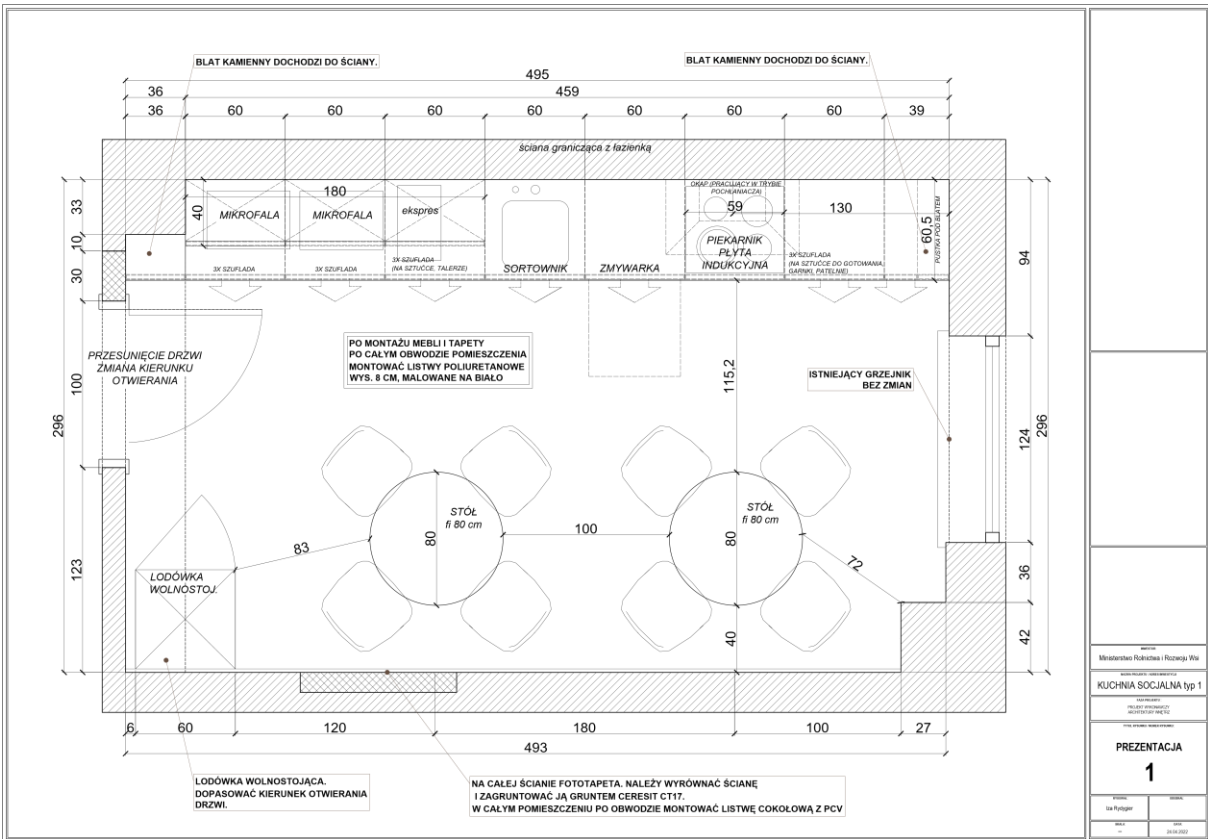 BLAT KAMIENNY DOCHODZI DO ŚCIANY.
BLAT KAMIENNY DOCHODZI DO ŚCIANY.
495
36
459
36
60
60
60
60
60
60
60
39
ściana granicząca z łazienką
33
10
30
100
123
296
180
40
MIKROFALA
MIKROFALA
ekspres
3X SZUFLADA
3X SZUFLADA
3X SZUFLADA
(NA SZTUĆCE, TALERZE)
SORTOWNIK
ZMYWARKA
OKAP (PRACUJĄCY W TRYBIE
POCHŁANIACZA)
59
130
PIEKARNIK
PŁYTA
INDUKCYJNA
3X SZUFLADA
(NA SZTUĆCE DO GOTOWANIA,
GARNKI, PATELNIE)
60,5
PUSTKA POD BLATEM
94
124
296
36
42
PRZESUNIĘCIE DRZWI
ZMIANA KIERUNKU
OTWIERANIA
PO MONTAŻU MEBLI I TAPETY
PO CAŁYM OBWODZIE POMIESZCZENIA
MONTOWAĆ LISTWY POLIURETANOWE
WYS. 8 CM, MALOWANE NA BIAŁO
115,2
ISTNIEJĄCY GRZEJNIK
BEZ ZMIAN
STÓŁ
fi 80 cm
80
100
STÓŁ
fi 80 cm
80
83
72
40
LODÓWKA
WOLNOSTOJ.
6
60
120
180
100
27
493
LODÓWKA WOLNOSTOJĄCA.
DOPASOWAĆ KIERUNEK OTWIERANIA
DRZWI.
NA CAŁEJ ŚCIANIE FOTOTAPETA. NALEŻY WYRÓWNAĆ ŚCIANĘ
I ZAGRUNTOWAĆ JĄ GRUNTEM CERESIT CT17.
W CAŁYM POMIESZCZENIU PO OBWODZIE MONTOWAĆ LISTWĘ COKOŁOWĄ Z PCV
Ministerstwo Rolnictwa i Rozwoju Wsi
KUCHNIA SOCJALNA typ 1
PROJEKT WYKONAWCZY
ARCHITEKTURY WNĘTRZ
PREZENTACJA
1
Iza Rydygier